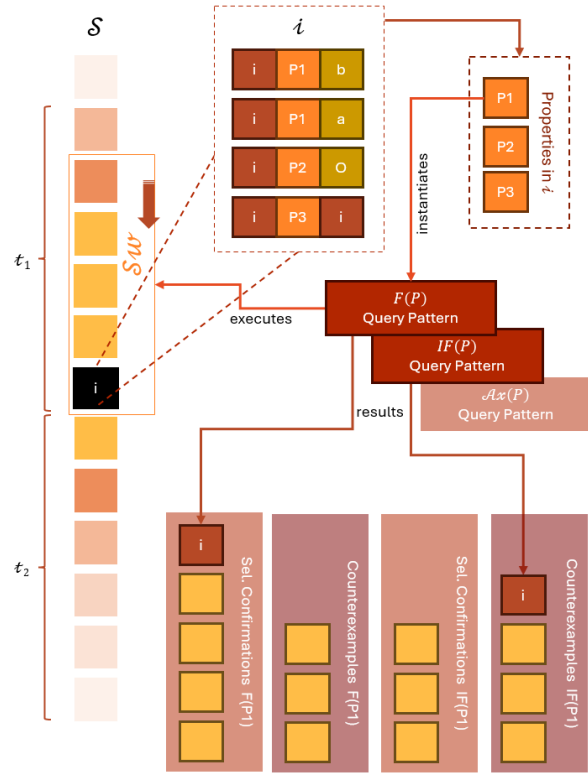 𝒮
𝒾
i P1 b
i P1 a
i P2 O
i P3 i
P1
P2
P3
Properties in 𝒾
instantiates
𝒮𝓌
t1
i
executes
F(P)
Query Pattern
IF(P)
Query Pattern
𝒜x(P)
Query Pattern
results
t2
i
Sel. Confirmations F(P1)
Counterexamples F(P1)
Sel. Confirmations IF(P1)
i
Counterexamples IF(P1)